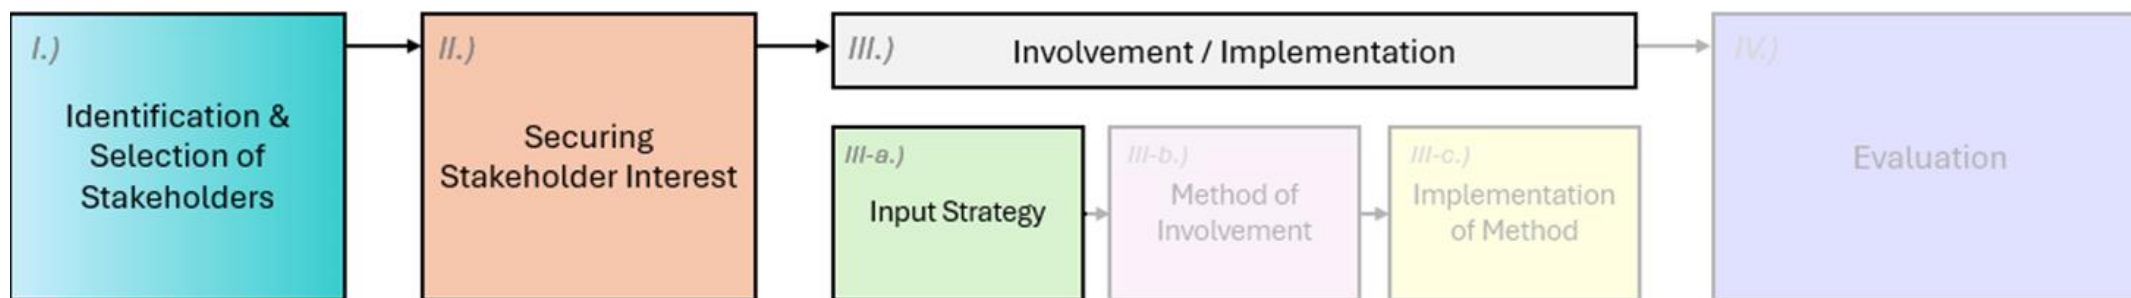 I.)
Identification &
Selection of
Stakeholders
II.)
Securing
Stakeholder Interest
III.)
Involvement / Implementation
III-a.)
Input Strategy
III-b.)
Method of
Involvement
III-c.)
Implementation
of Method
IV.)
Evaluation